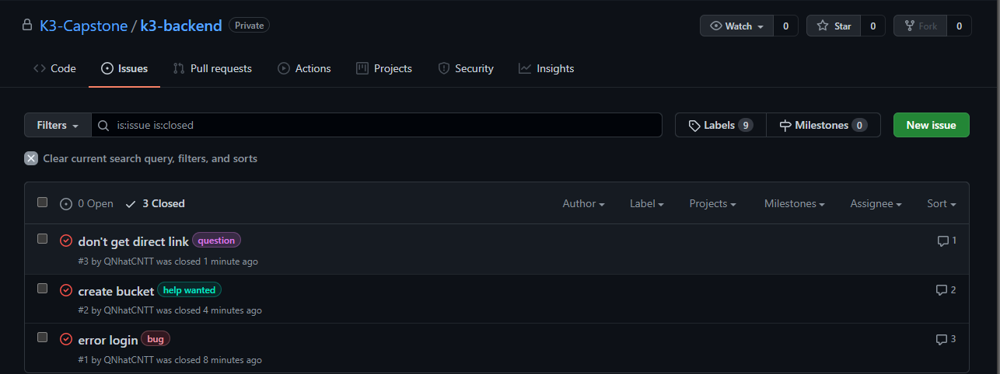 K3-Capstone / k3-backend Private Watch 0 Star 0 Fork 0
Code Issues Pull requests Actions Projects Security Insights
Filters is:issue is:closed Labels 9 Milestones 0 New issue
Clear current search query, filters, and sorts
0 Open 3 Closed Author Label Projects Milestones Assignee Sort
don't get direct link question 1
#3 by QNhatCNTT was closed 1 minute ago
create bucket help wanted 2
#2 by QNhatCNTT was closed 4 minutes ago
error login bug 3
#1 by QNhatCNTT was closed 8 minutes ago